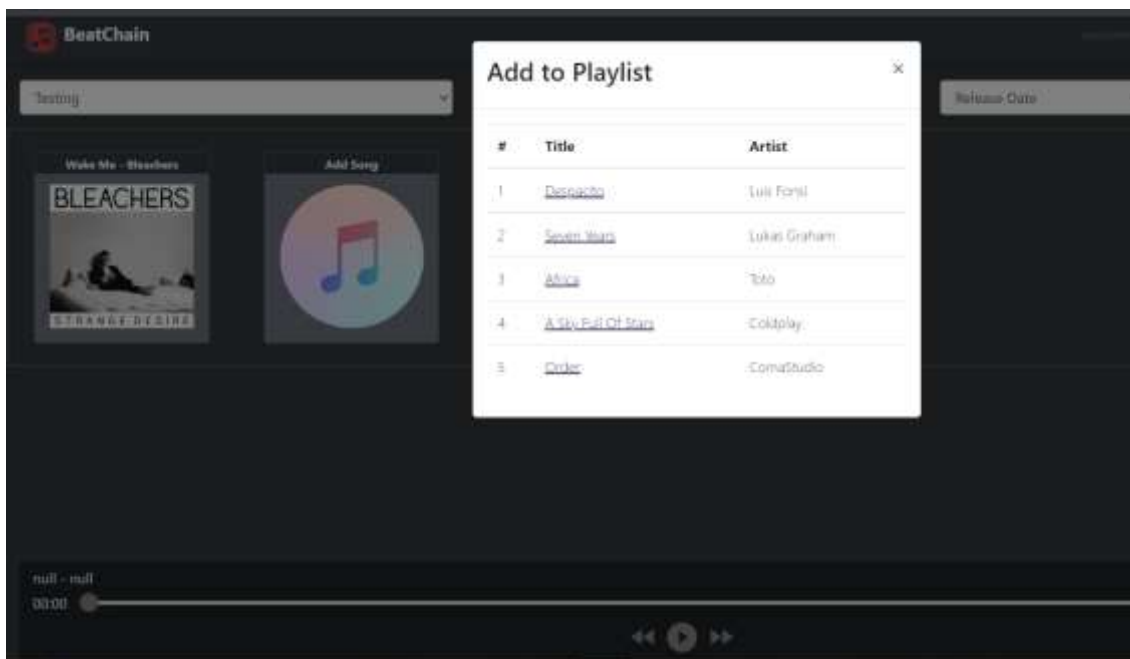 BeatChain
Testing
Release Date
Wake Me - Bleachers
BLEACHERS
STRANGE DESIRE
Add Song
Add to Playlist ×
# Title Artist
1 Despacito Luis Fonsi
2 Seven Years Lukas Graham
3 Africa Toto
4 A Sky Full Of Stars Coldplay
5 Order ComaStudio
null - null
00:00